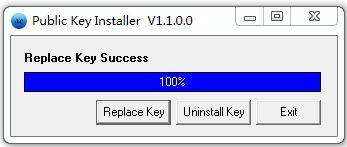 Public Key Installer V1.1.0.0
Replace Key Success
100%
Replace Key Uninstall Key Exit